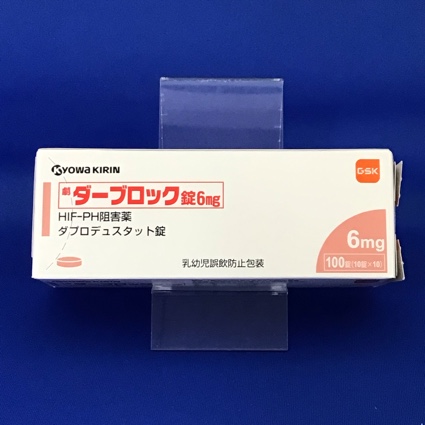 KYOWA KIRIN
GSK
劇 ダーブロック錠6mg
HIF-PH阻害薬
ダプロデュスタット錠
6mg
100錠(10錠×10)
乳幼児誤飲防止包装